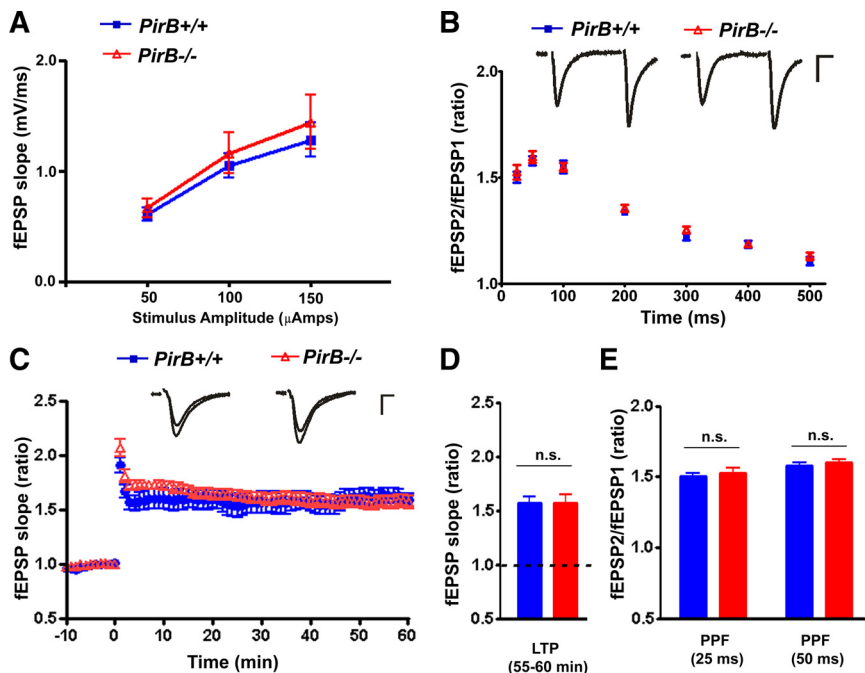 A
PirB+/+
PirB-/-
fEPSP slope (mV/ms)
2.0
1.0
0.0
50
100
150
Stimulus Amplitude (μAmps)
B
PirB+/+
PirB-/-
fEPSP2/fEPSP1 (ratio)
2.0
1.5
1.0
0
100
200
300
400
500
Time (ms)
C
PirB+/+
PirB-/-
fEPSP slope (ratio)
2.5
2.0
1.5
1.0
0.5
-10
0
10
20
30
40
50
60
Time (min)
D
fEPSP slope (ratio)
2.5
2.0
1.5
1.0
0.5
n.s.
LTP
(55-60 min)
E
fEPSP2/fEPSP1 (ratio)
2.0
1.5
1.0
0.5
n.s.
n.s.
PPF
(25 ms)
PPF
(50 ms)